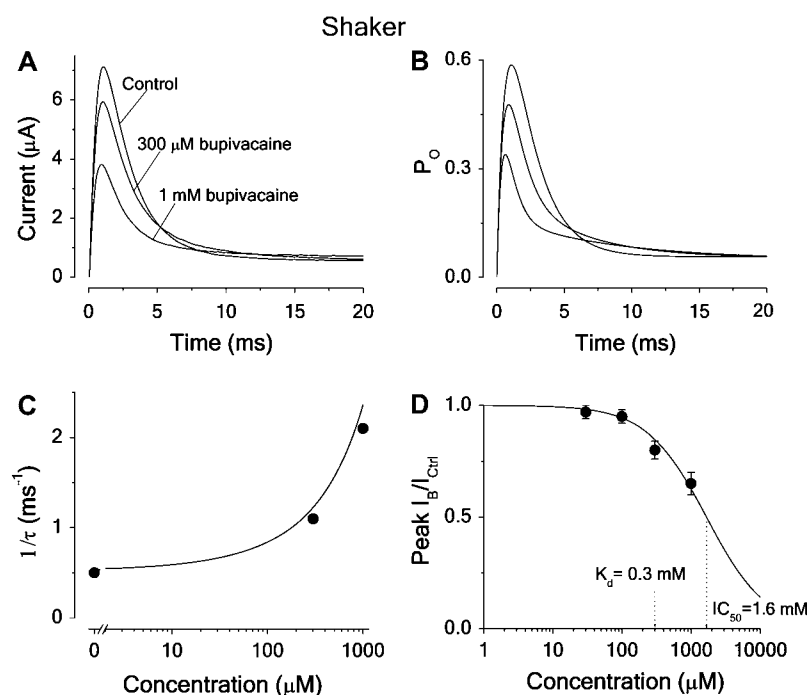 Shaker
A
Current (μA)
6
4
2
0
Control
300 μM bupivacaine
1 mM bupivacaine
0 5 10 15 20
Time (ms)
B
P_O
0.6
0.3
0.0
0 5 10 15 20
Time (ms)
C
1/τ (ms⁻¹)
2
1
0
0 10 100 1000
Concentration (μM)
D
Peak I_B/I_Ctrl
1.0
0.5
0.0
K_d= 0.3 mM
IC_50=1.6 mM
1 10 100 1000 10000
Concentration (μM)